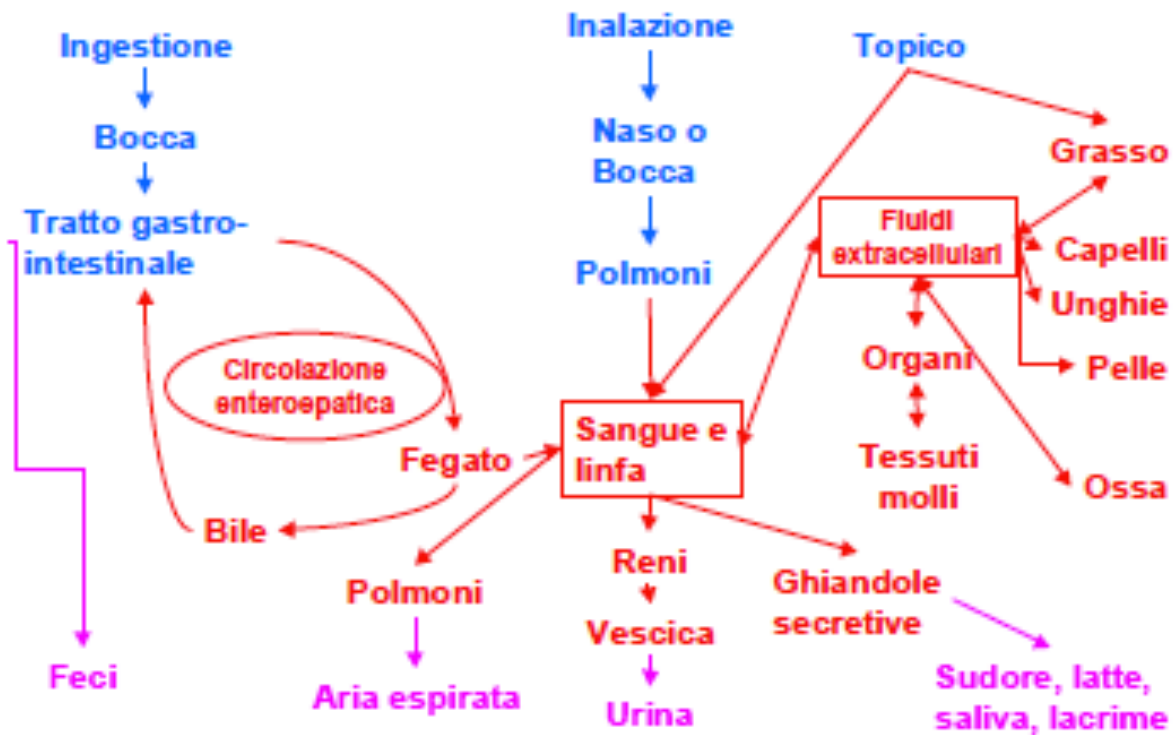 Ingestione
Inalazione
Topico
Bocca
Naso o
Bocca
Grasso
Tratto gastro-
intestinale
Polmoni
Fluidi
extracellulari
Capelli
Unghie
Organi
Pelle
Circolazione
enteroepatica
Fegato
Sangue e
linfa
Tessuti
molli
Ossa
Bile
Polmoni
Reni
Ghiandole
secretive
Vescica
Feci
Aria espirata
Urina
Sudore, latte,
saliva, lacrime